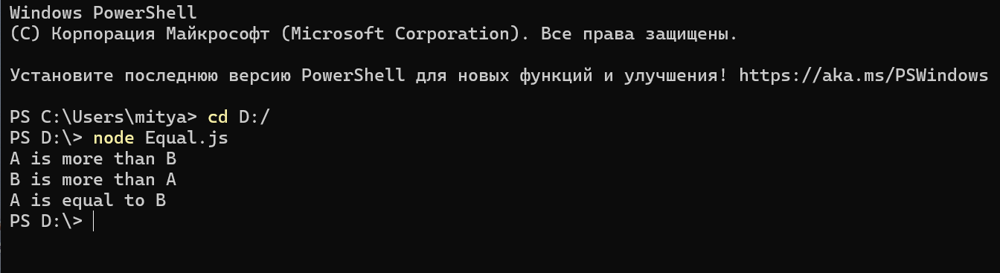 Windows PowerShell
(C) Корпорация Майкрософт (Microsoft Corporation). Все права защищены.
Установите последнюю версию PowerShell для новых функций и улучшения! https://aka.ms/PSWindows
PS C:\Users\mitya> cd D:/
PS D:\> node Equal.js
A is more than B
B is more than A
A is equal to B
PS D:\>